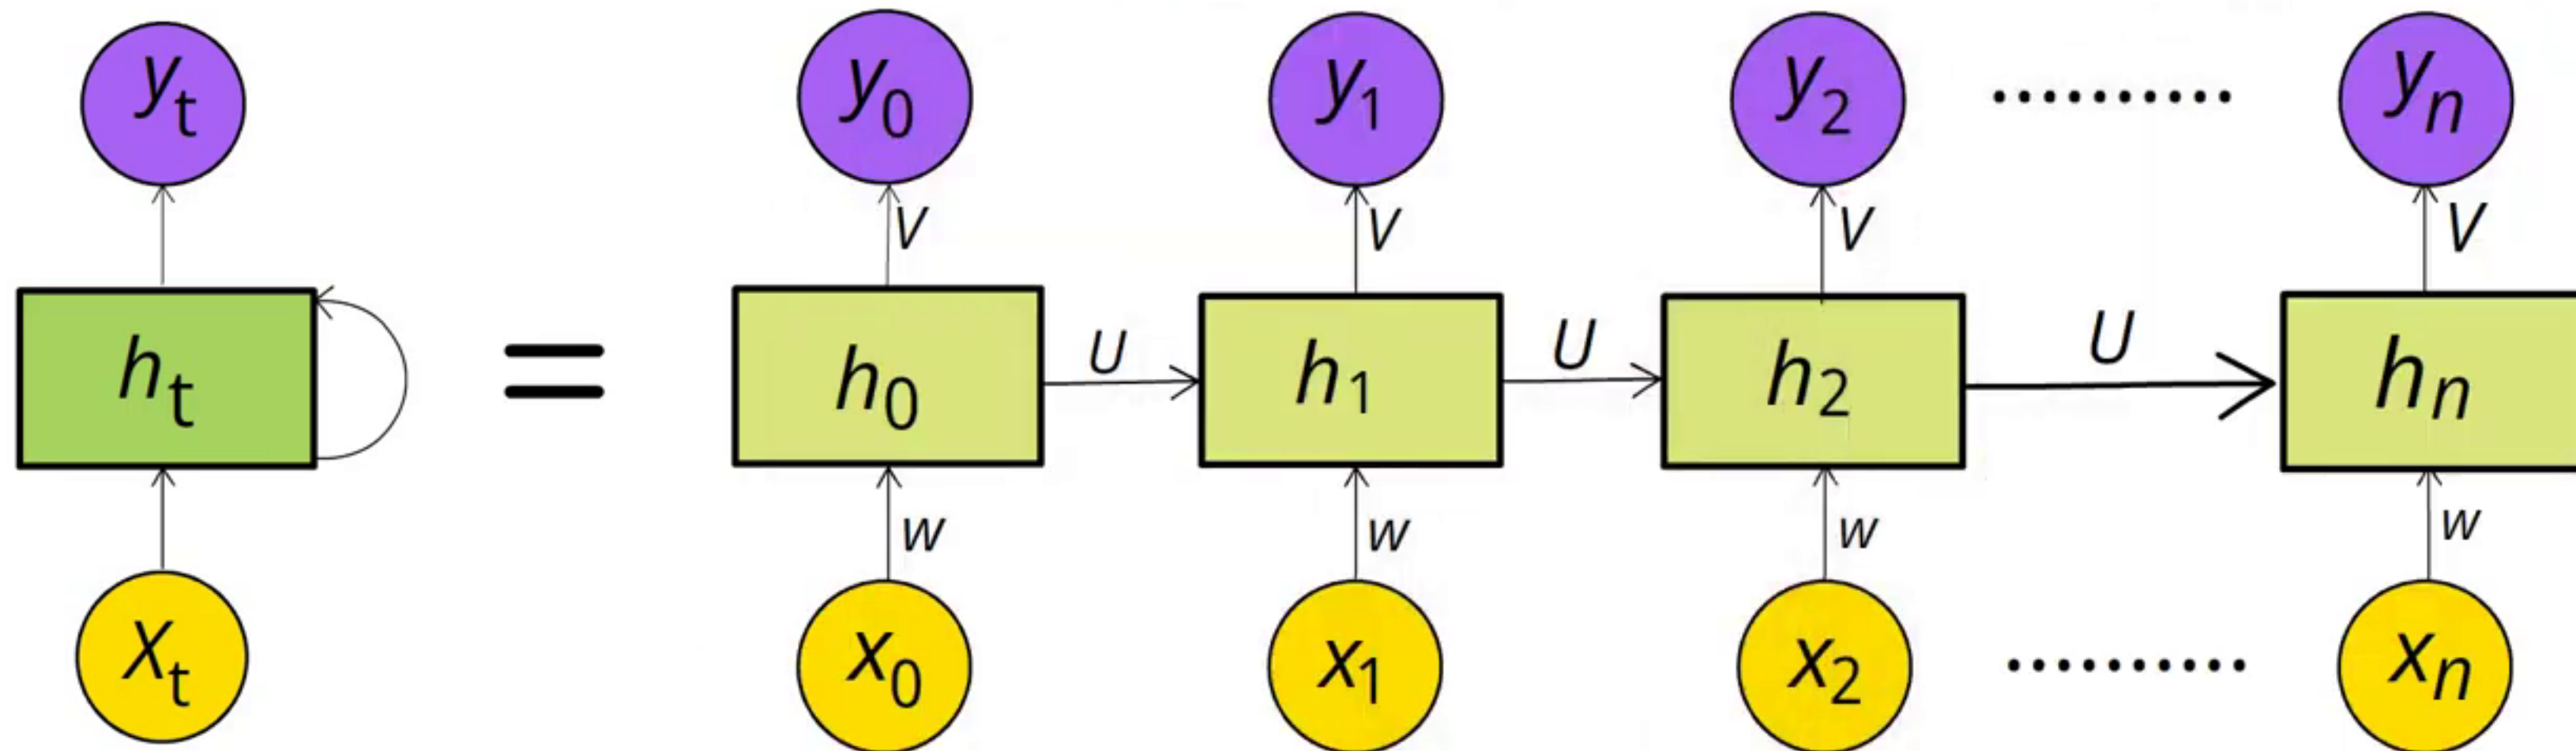 yt y0 y1 y2 .......... yn
V V V V
ht = h0 U h1 U h2 U hn
w w w w
Xt x0 x1 x2 .......... xn